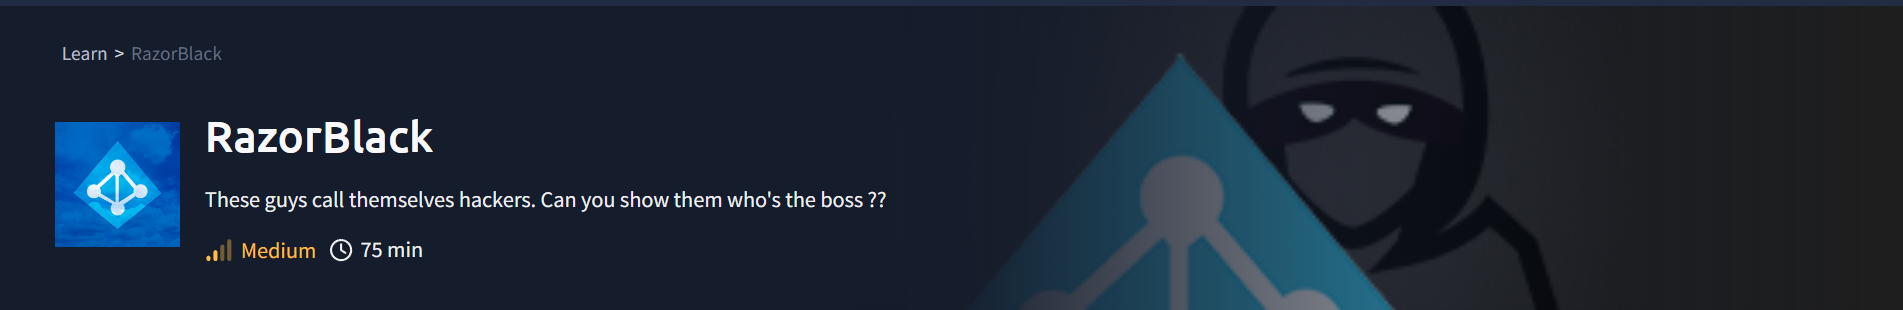 Learn > RazorBlack
RazorBlack
These guys call themselves hackers. Can you show them who's the boss ??
Medium 75 min